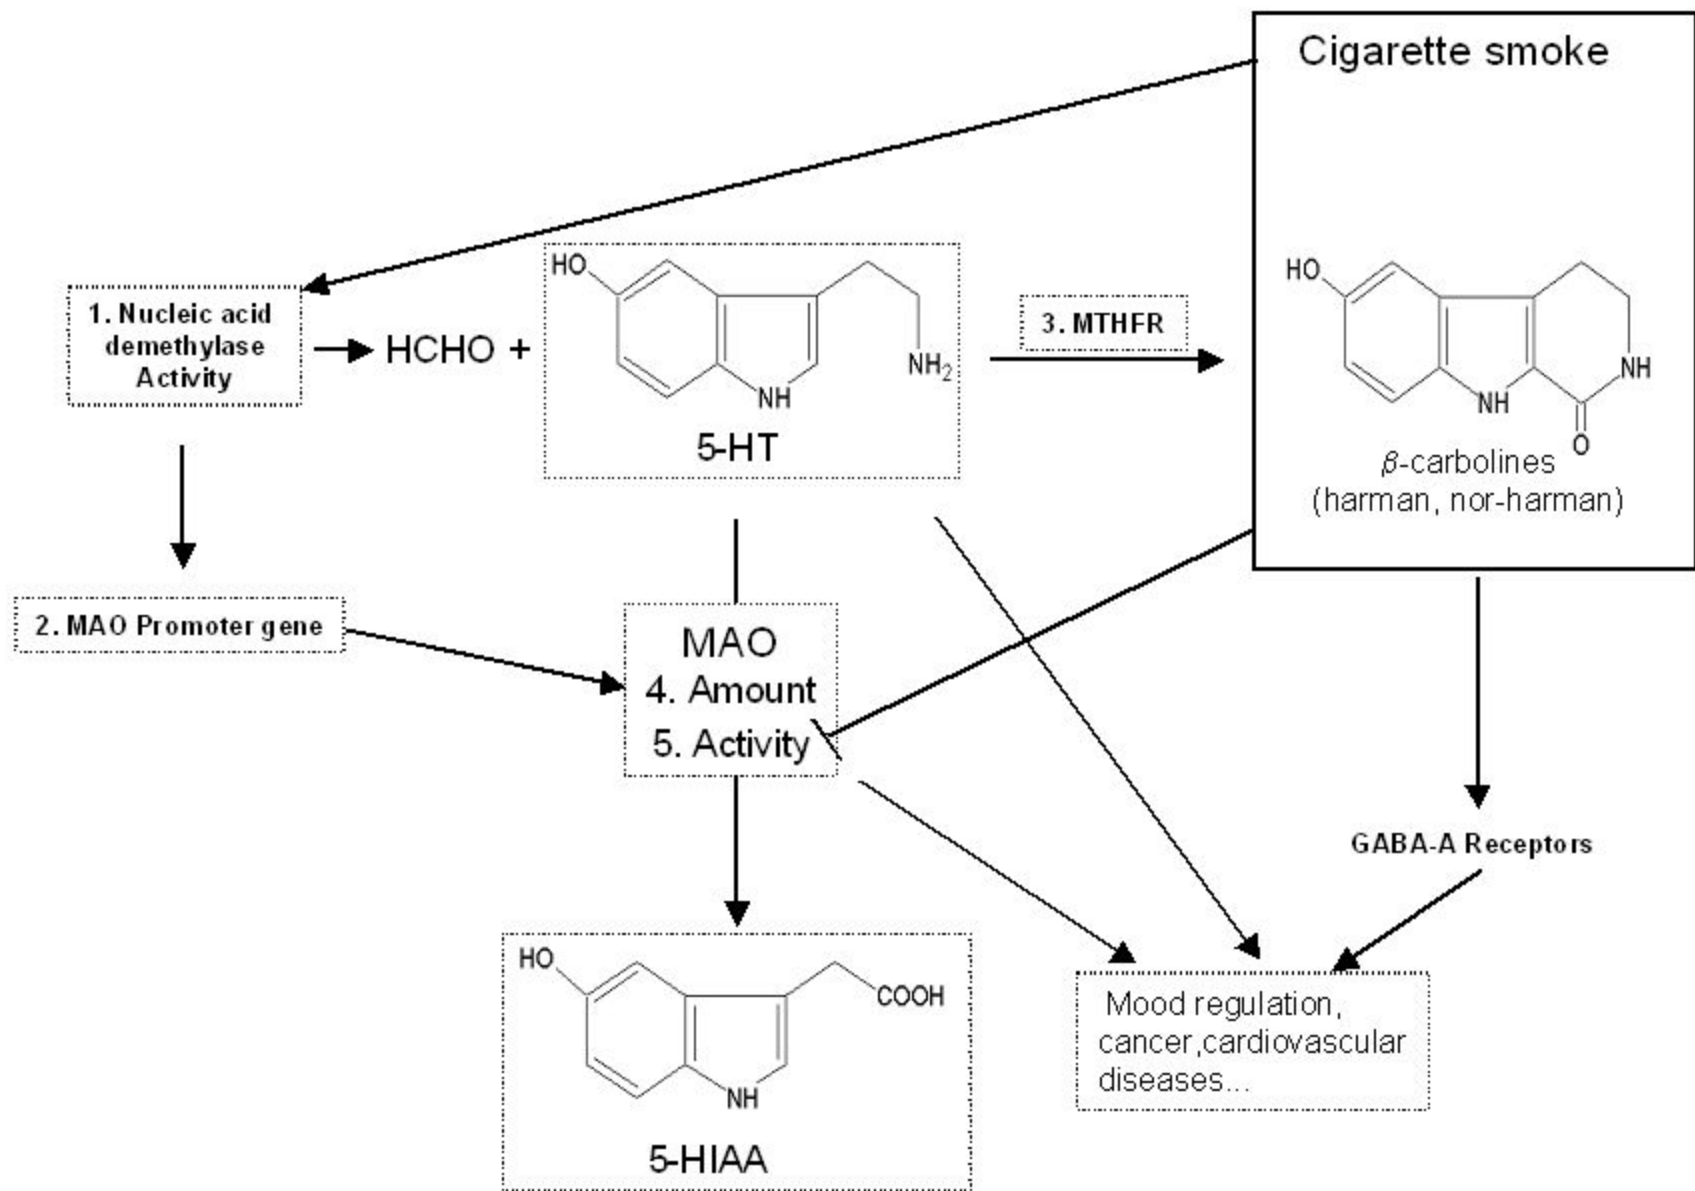 Cigarette smoke
HO
NH
NH
O
β-carbolines
(harman, nor-harman)
1. Nucleic acid
demethylase
Activity
HCHO +
HO
NH2
NH
5-HT
3. MTHFR
2. MAO Promoter gene
MAO
4. Amount
5. Activity
GABA-A Receptors
HO
COOH
NH
5-HIAA
Mood regulation,
cancer,cardiovascular
diseases...